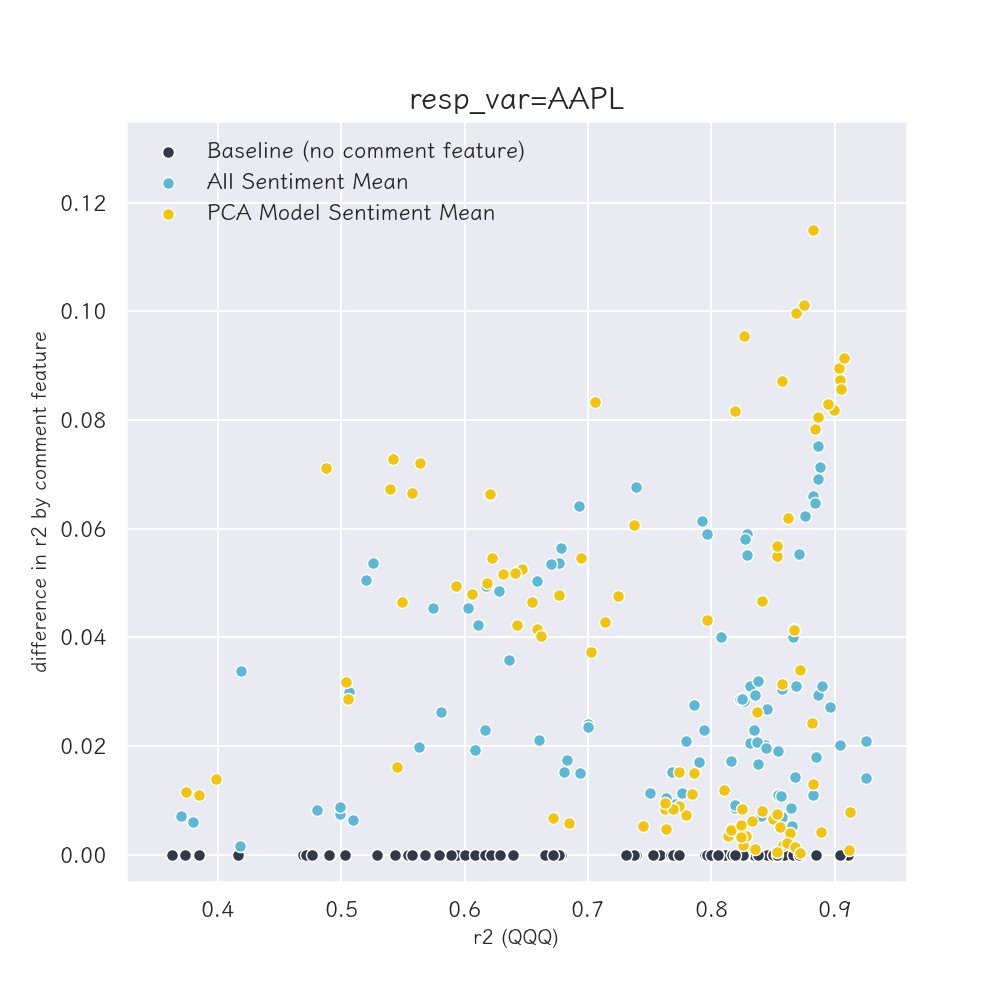 resp_var=AAPL
Baseline (no comment feature)
All Sentiment Mean
PCA Model Sentiment Mean
difference in r2 by comment feature
0.12
0.10
0.08
0.06
0.04
0.02
0.00
0.4 0.5 0.6 0.7 0.8 0.9
r2 (QQQ)